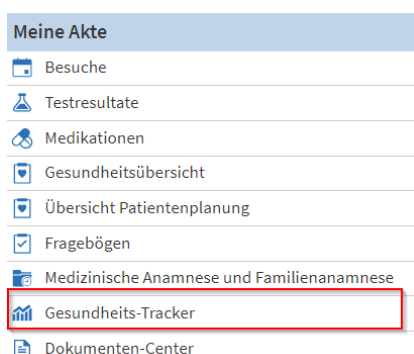 Meine Akte
Besuche
Testresultate
Medikationen
Gesundheitsübersicht
Übersicht Patientenplanung
Fragebögen
Medizinische Anamnese und Familienanamnese
Gesundheits-Tracker
Dokumenten-Center